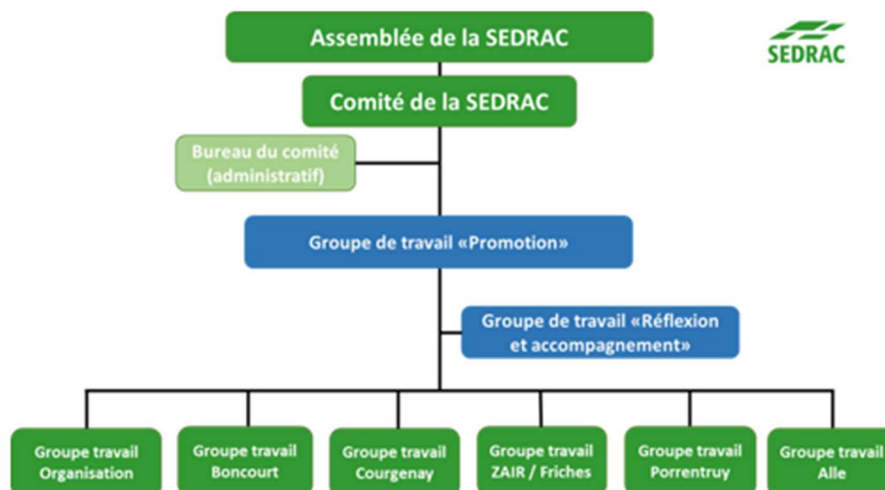 Assemblée de la SEDRAC
SEDRAC
Comité de la SEDRAC
Bureau du comité
(administratif)
Groupe de travail «Promotion»
Groupe de travail «Réflexion
et accompagnement»
Groupe travail
Organisation
Groupe travail
Boncourt
Groupe travail
Courgenay
Groupe travail
ZAIR / Friches
Groupe travail
Porrentruy
Groupe travail
Alle